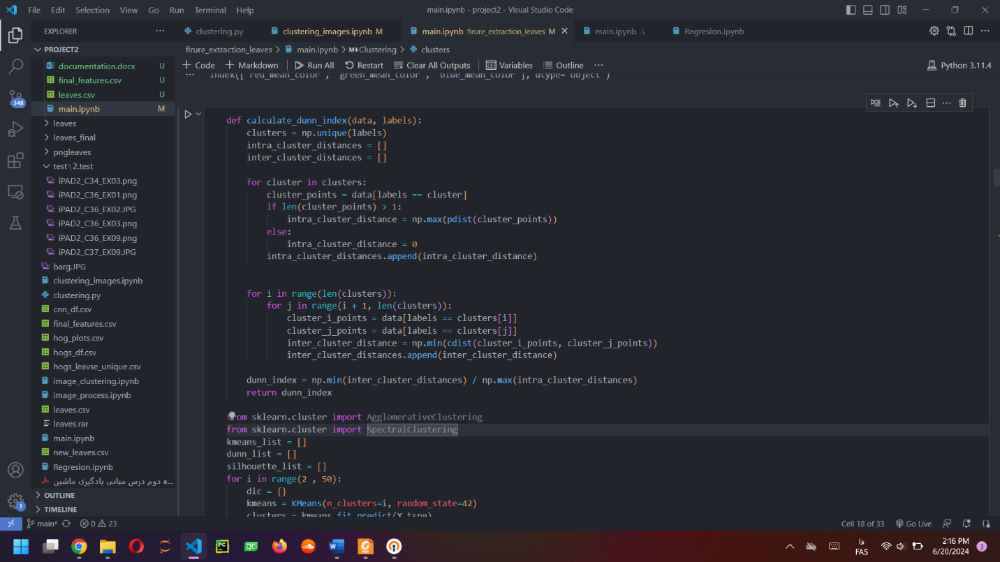 File Edit Selection View Go Run Terminal Help
main.ipynb - project2 - Visual Studio Code
EXPLORER
clustering.py
clustering_images.ipynb M
main.ipynb firure_extraction_leaves M
main.ipynb .\
Regresion.ipynb
PROJECT2
documentation.docx U
final_features.csv U
leaves.csv U
main.ipynb M
leaves
leaves_final
pngleaves
test\2.test
iPAD2_C34_EX03.png
iPAD2_C36_EX01.png
iPAD2_C36_EX02.JPG
iPAD2_C36_EX03.png
iPAD2_C36_EX09.png
iPAD2_C37_EX09.JPG
barg.JPG
clustering_images.ipynb
clustering.py
cnn_df.csv
final_features.csv
hog_plots.csv
hogs_df.csv
hogs_leavse_unique.csv
image_clustering.ipynb
image_process.ipynb
leaves.csv
leaves.rar
main.ipynb
new_leaves.csv
Regresion.ipynb
ه دوم درس مبانی یادگیری ماشین...
OUTLINE
TIMELINE
348
1
firure_extraction_leaves > main.ipynb > M↓Clustering > clusters
+ Code + Markdown Run All Restart Clear All Outputs Variables Outline ...
Python 3.11.4
... Index(['red_mean_color', 'green_mean_color', 'blue_mean_color'], dtype='object')
def calculate_dunn_index(data, labels):
clusters = np.unique(labels)
intra_cluster_distances = []
inter_cluster_distances = []
for cluster in clusters:
cluster_points = data[labels == cluster]
if len(cluster_points) > 1:
intra_cluster_distance = np.max(pdist(cluster_points))
else:
intra_cluster_distance = 0
intra_cluster_distances.append(intra_cluster_distance)
for i in range(len(clusters)):
for j in range(i + 1, len(clusters)):
cluster_i_points = data[labels == clusters[i]]
cluster_j_points = data[labels == clusters[j]]
inter_cluster_distance = np.min(cdist(cluster_i_points, cluster_j_points))
inter_cluster_distances.append(inter_cluster_distance)
dunn_index = np.min(inter_cluster_distances) / np.max(intra_cluster_distances)
return dunn_index
from sklearn.cluster import AgglomerativeClustering
from sklearn.cluster import SpectralClustering
kmeans_list = []
dunn_list = []
silhouette_list = []
for i in range(2 , 50):
dic = {}
kmeans = KMeans(n_clusters=i, random_state=42)
clusters = kmeans.fit_predict(X_tsne)
main* 0 23
Cell 18 of 33 Go Live
فا
FAS
2:16 PM
6/20/2024
3